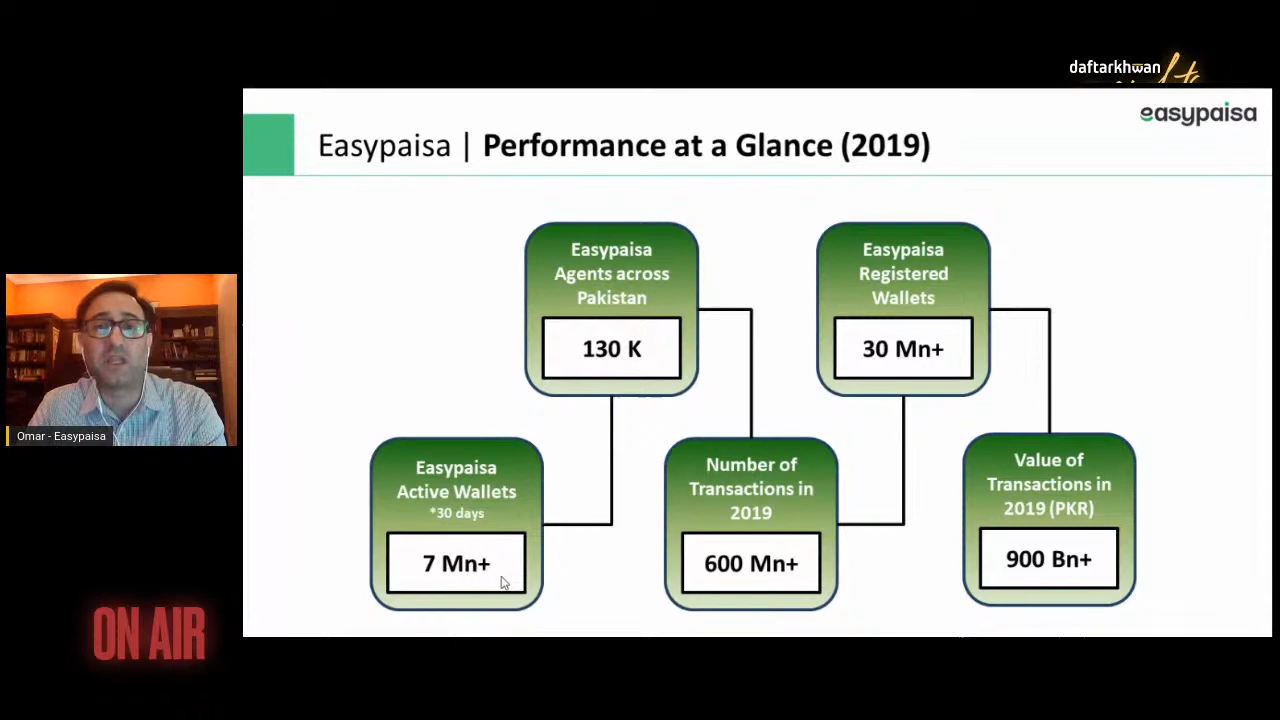 daftarkhwan
easypaisa
Easypaisa | Performance at a Glance (2019)
Easypaisa
Agents across
Pakistan
130 K
Easypaisa
Registered
Wallets
30 Mn+
Easypaisa
Active Wallets
*30 days
7 Mn+
Number of
Transactions in
2019
600 Mn+
Value of
Transactions in
2019 (PKR)
900 Bn+
Omar - Easypaisa
ON AIR